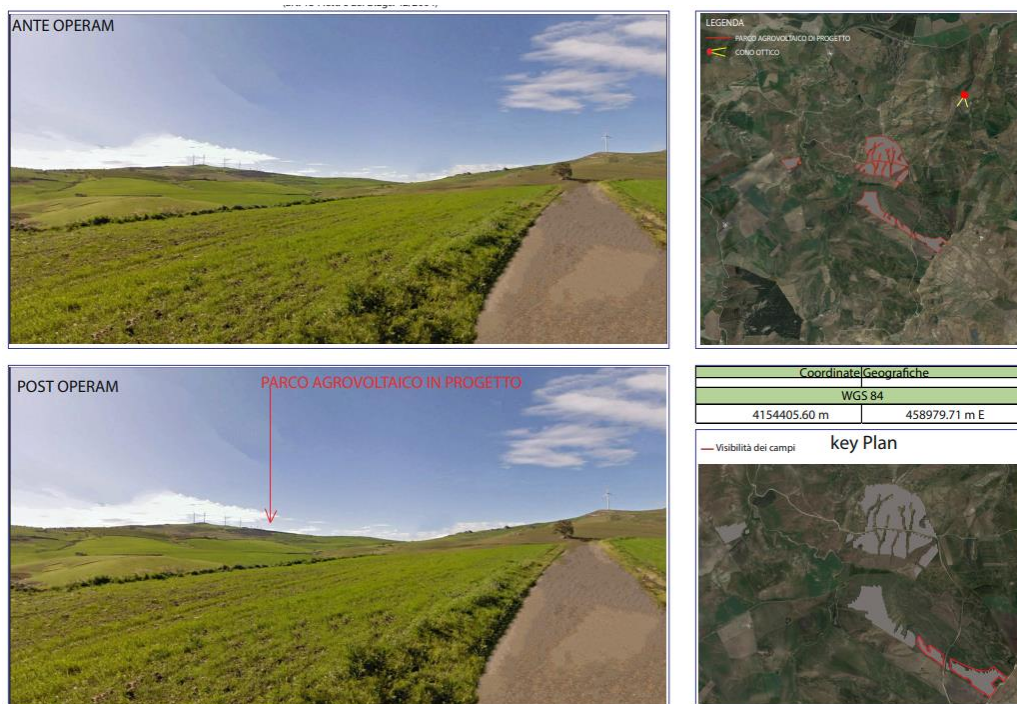 ANTE OPERAM
LEGENDA
PARCO AGROVOLTAICO DI PROGETTO
CONO OTTICO
POST OPERAM
PARCO AGROVOLTAICO IN PROGETTO
Coordinate Geografiche
WGS 84
4154405.60 m 458979.71 m E
Visibilità dei campi
key Plan